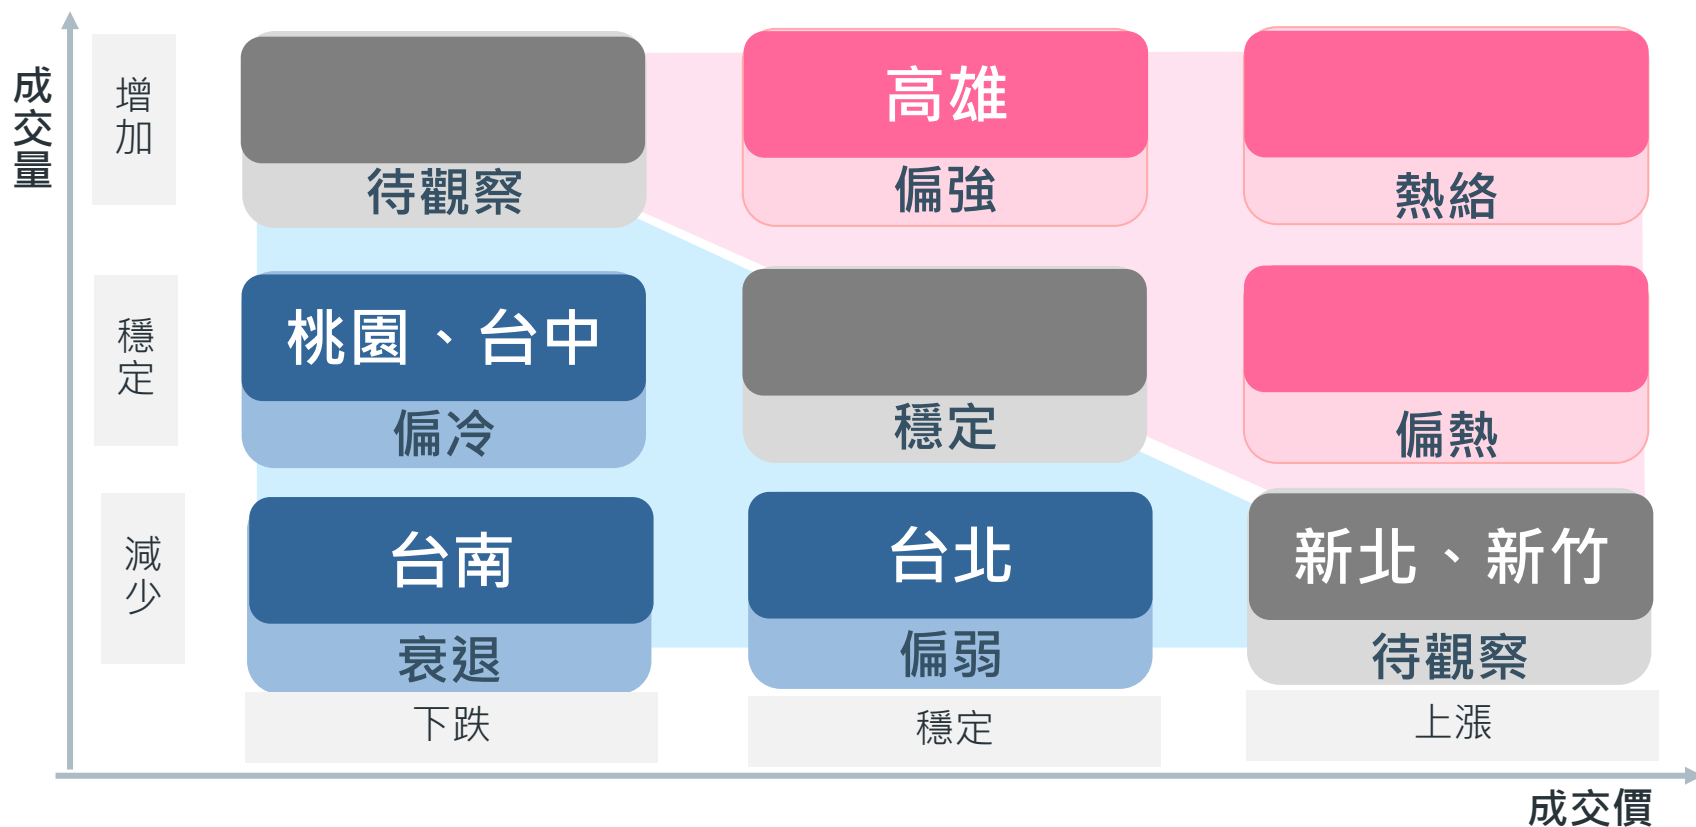 成交量
增加
高雄
待觀察
偏強
熱絡
穩定
桃園、台中
偏冷
穩定
偏熱
減少
台南
台北
新北、新竹
衰退
偏弱
待觀察
下跌
穩定
上漲
成交價